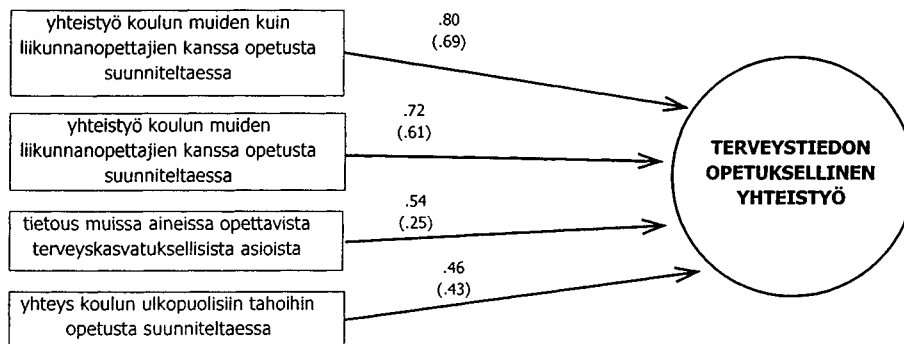 yhteistyö koulun muiden kuin
liikunnanopettajien kanssa opetusta
suunniteltaessa
.80
(.69)
yhteistyö koulun muiden
liikunnanopettajien kanssa opetusta
suunniteltaessa
.72
(.61)
tietous muissa aineissa opettavista
terveyskasvatuksellisista asioista
.54
(.25)
yhteys koulun ulkopuolisiin tahoihin
opetusta suunniteltaessa
.46
(.43)
TERVEYSTIEDON
OPETUKSELLINEN
YHTEISTYÖ